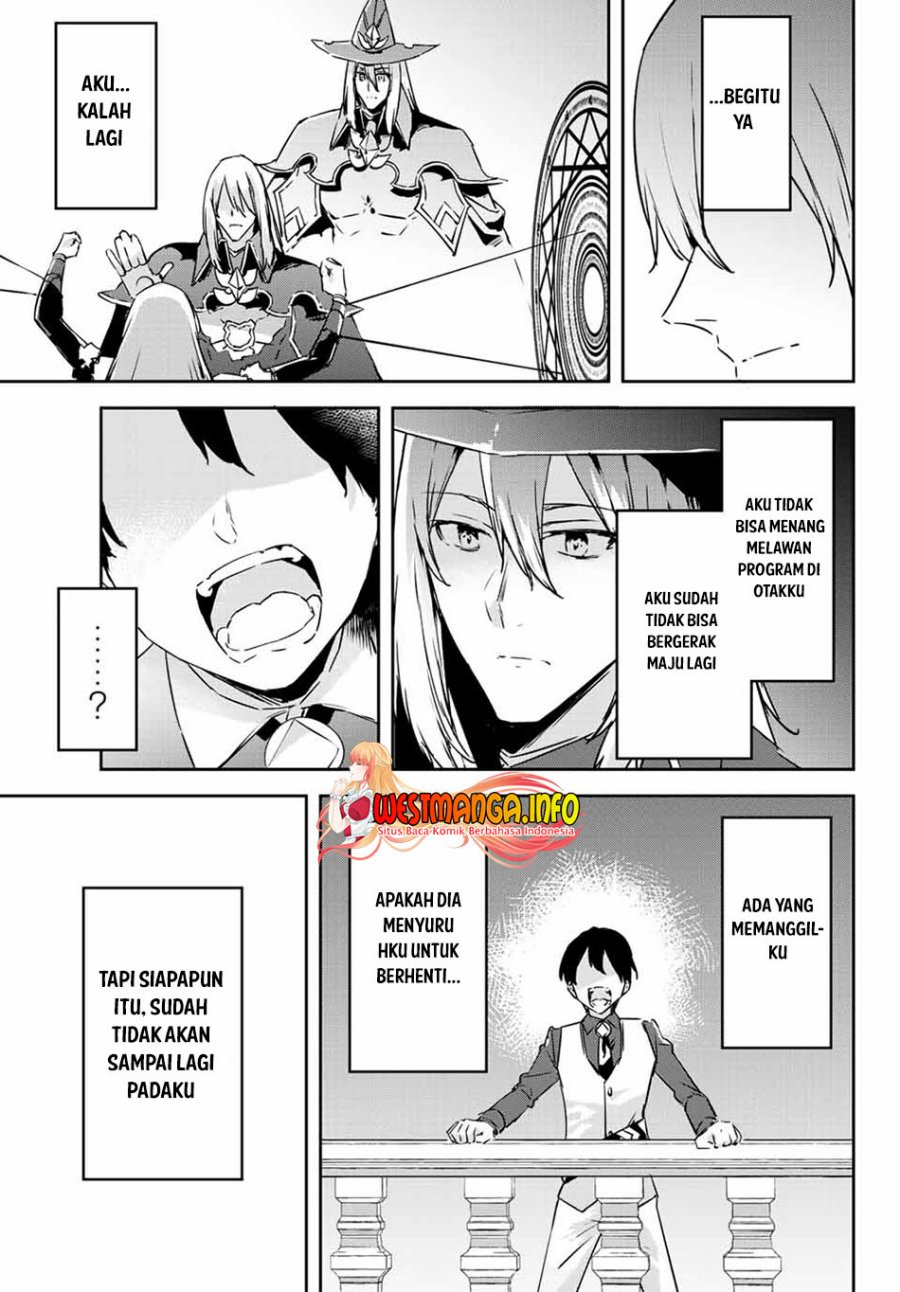 ...BEGITU
YA
AKU...
KALAH
LAGI
AKU TIDAK
BISA MENANG
MELAWAN
PROGRAM DI
OTAKKU
AKU SUDAH
TIDAK BISA
BERGERAK
MAJU LAGI
......?
WESTMANGA.INFO
Situs Baca Komik Berbahasa Indonesia
ADA YANG
MEMANGGIL-
KU
APAKAH DIA
MENYURU
HKU UNTUK
BERHENTI...
TAPI SIAPAPUN
ITU, SUDAH
TIDAK AKAN
SAMPAI LAGI
PADAKU